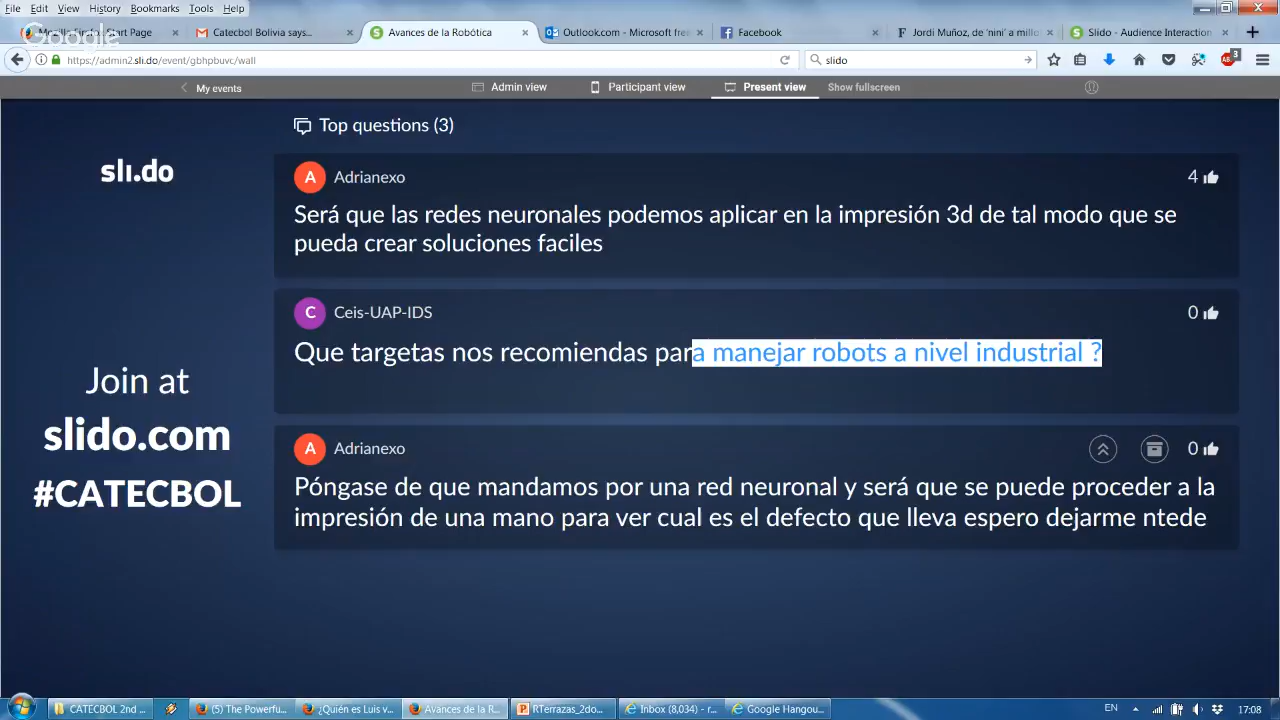 File Edit View History Bookmarks Tools Help
Google
Mozilla Firefox Start Page
Catecbol Bolivia says...
Avances de la Robótica
Outlook.com - Microsoft free
Facebook
Jordi Muñoz, de 'nini' a millo
Slido - Audience Interaction
https://admin2.sli.do/event/gbhpbuvc/wall
slido
3
My events
Admin view
Participant view
Present view
Show fullscreen
Top questions (3)
sli.do
A Adrianexo 4
Será que las redes neuronales podemos aplicar en la impresión 3d de tal modo que se
pueda crear soluciones faciles
C Ceis-UAP-IDS 0
Que targetas nos recomiendas para manejar robots a nivel industrial ?
Join at
slido.com
#CATECBOL
A Adrianexo 0
Póngase de que mandamos por una red neuronal y será que se puede proceder a la
impresión de una mano para ver cual es el defecto que lleva espero dejarme ntede
CATECBOL 2nd ...
(5) The Powerfu...
¿Quién es Luis v...
Avances de la R...
RTerrazas_2do...
Inbox (8,034) - r...
Google Hangou...
EN
17:08